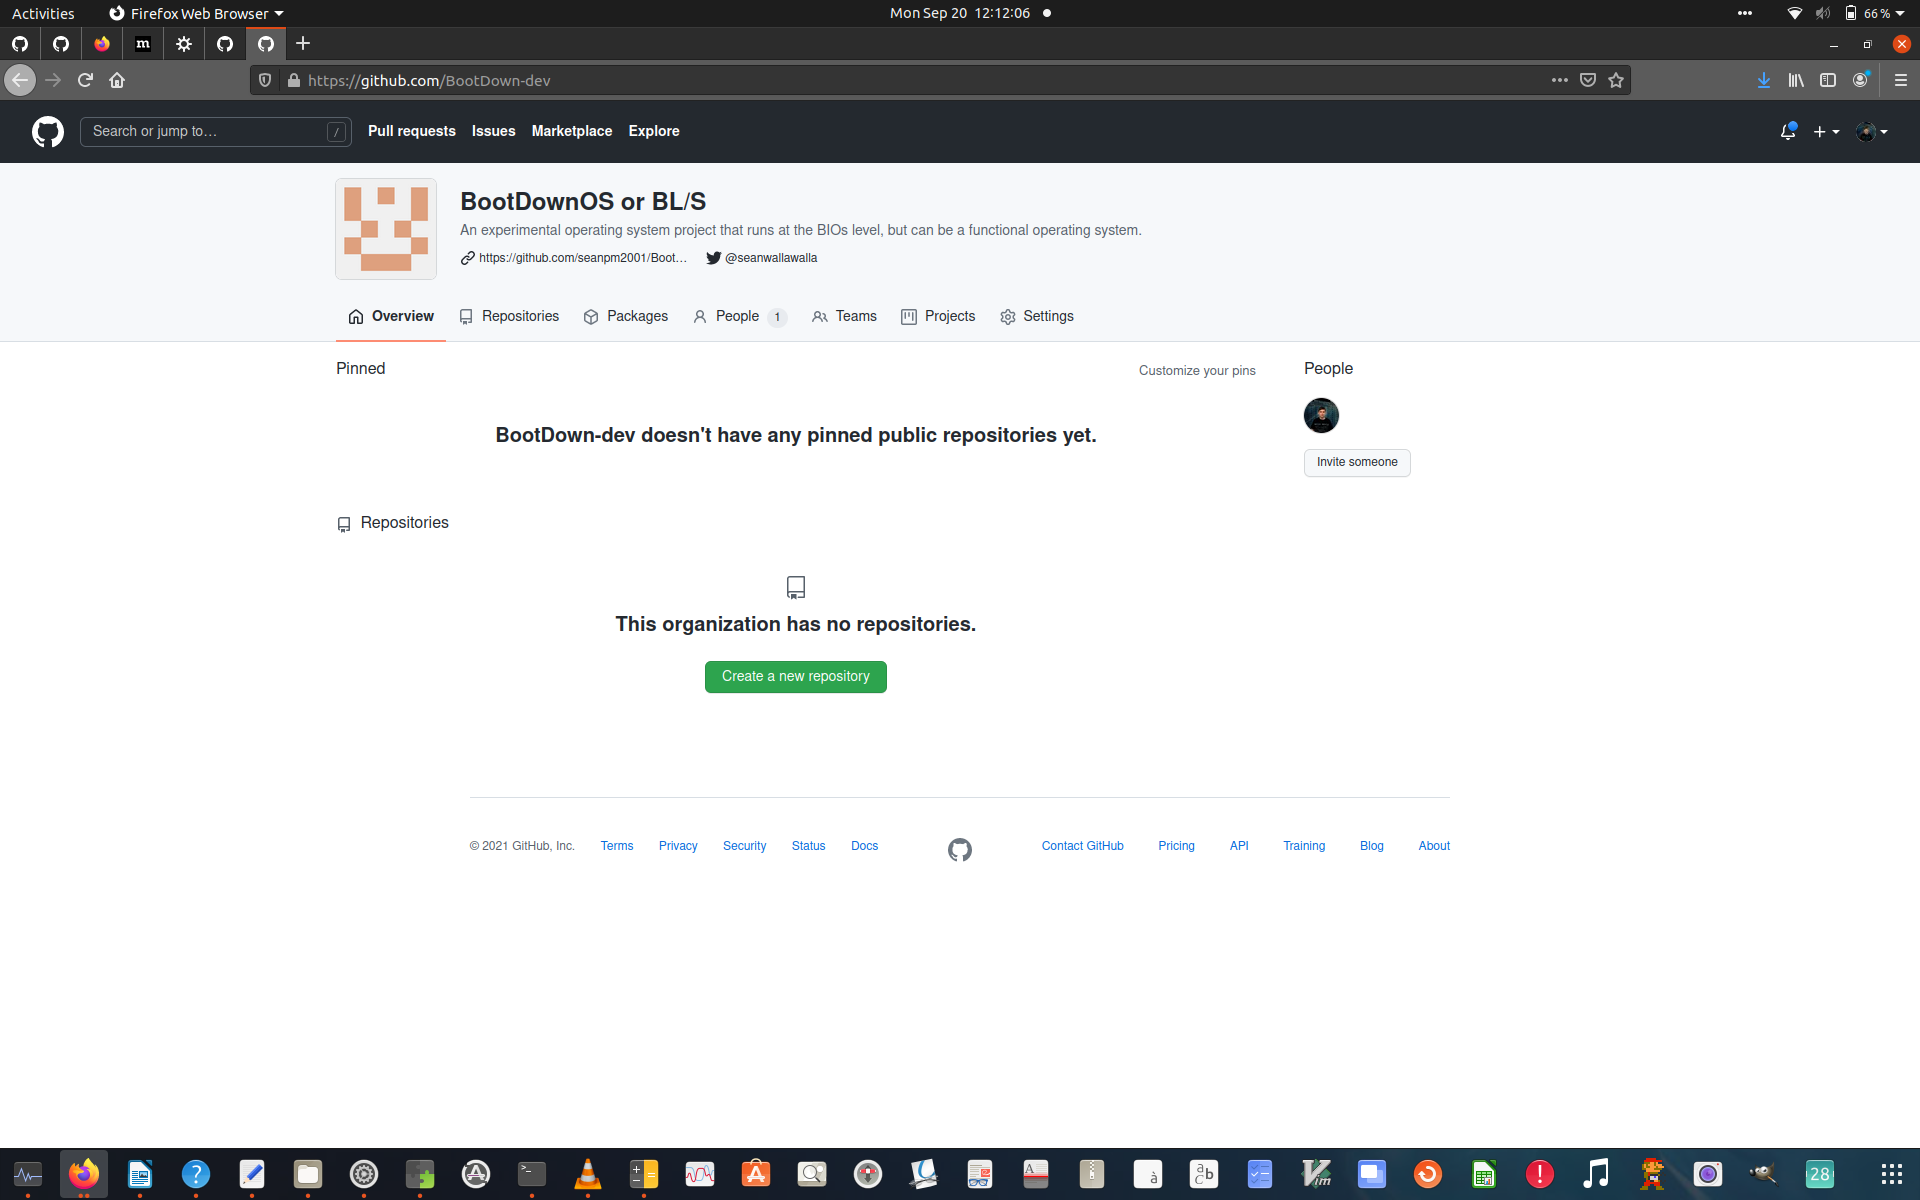 Activities Firefox Web Browser Mon Sep 20 12:12:06 66 %
m
https://github.com/BootDown-dev
Search or jump to… / Pull requests Issues Marketplace Explore
BootDownOS or BL/S
An experimental operating system project that runs at the BIOs level, but can be a functional operating system.
https://github.com/seanpm2001/Boot… @seanwallawalla
Overview Repositories Packages People 1 Teams Projects Settings
Pinned Customize your pins People
BootDown-dev doesn't have any pinned public repositories yet.
Invite someone
Repositories
This organization has no repositories.
Create a new repository
© 2021 GitHub, Inc. Terms Privacy Security Status Docs Contact GitHub Pricing API Training Blog About
28